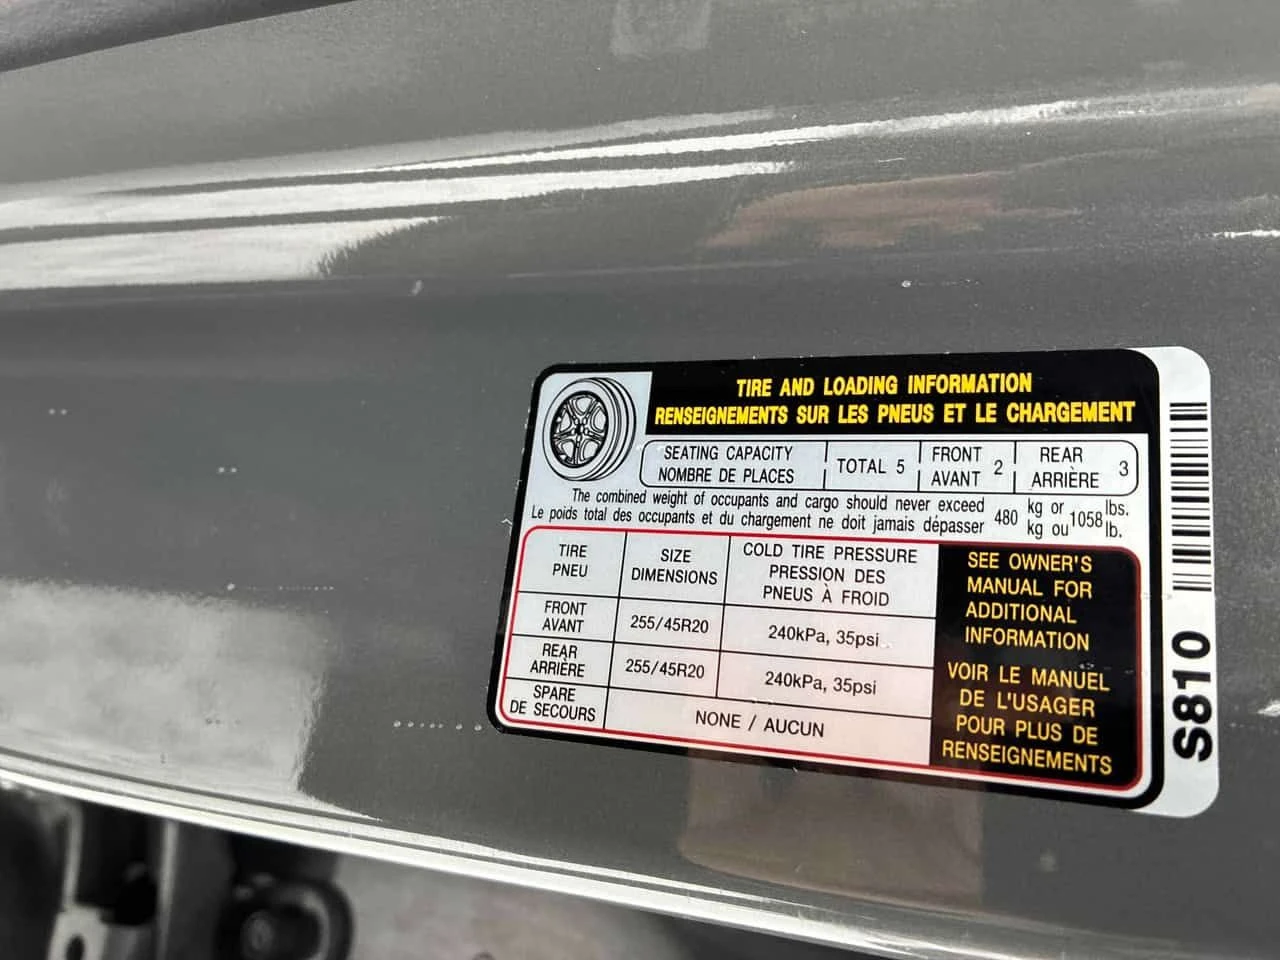 TIRE AND LOADING INFORMATION
RENSEIGNEMENTS SUR LES PNEUS ET LE CHARGEMENT
SEATING CAPACITY
NOMBRE DE PLACES
TOTAL 5
FRONT
AVANT 2
REAR
ARRIÈRE 3
The combined weight of occupants and cargo should never exceed 480 kg or 1058 lbs.
Le poids total des occupants et du chargement ne doit jamais dépasser 480 kg ou 1058 lb.
TIRE
PNEU
SIZE
DIMENSIONS
COLD TIRE PRESSURE
PRESSION DES
PNEUS À FROID
FRONT
AVANT
255/45R20
240kPa, 35psi
REAR
ARRIÈRE
255/45R20
240kPa, 35psi
SPARE
DE SECOURS
NONE / AUCUN
SEE OWNER'S
MANUAL FOR
ADDITIONAL
INFORMATION
VOIR LE MANUEL
DE L'USAGER
POUR PLUS DE
RENSEIGNEMENTS
S810